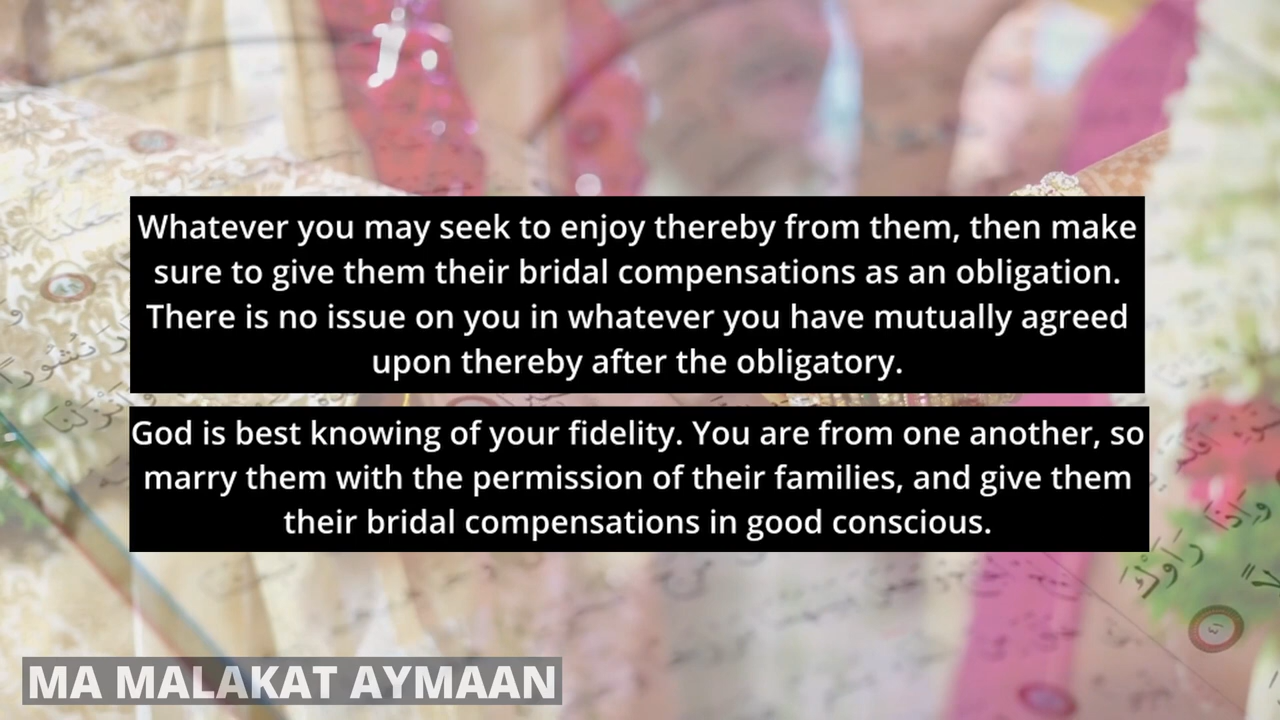 Whatever you may seek to enjoy thereby from them, then make
sure to give them their bridal compensations as an obligation.
There is no issue on you in whatever you have mutually agreed
upon thereby after the obligatory.
God is best knowing of your fidelity. You are from one another, so
marry them with the permission of their families, and give them
their bridal compensations in good conscious.
MA MALAKAT AYMAAN